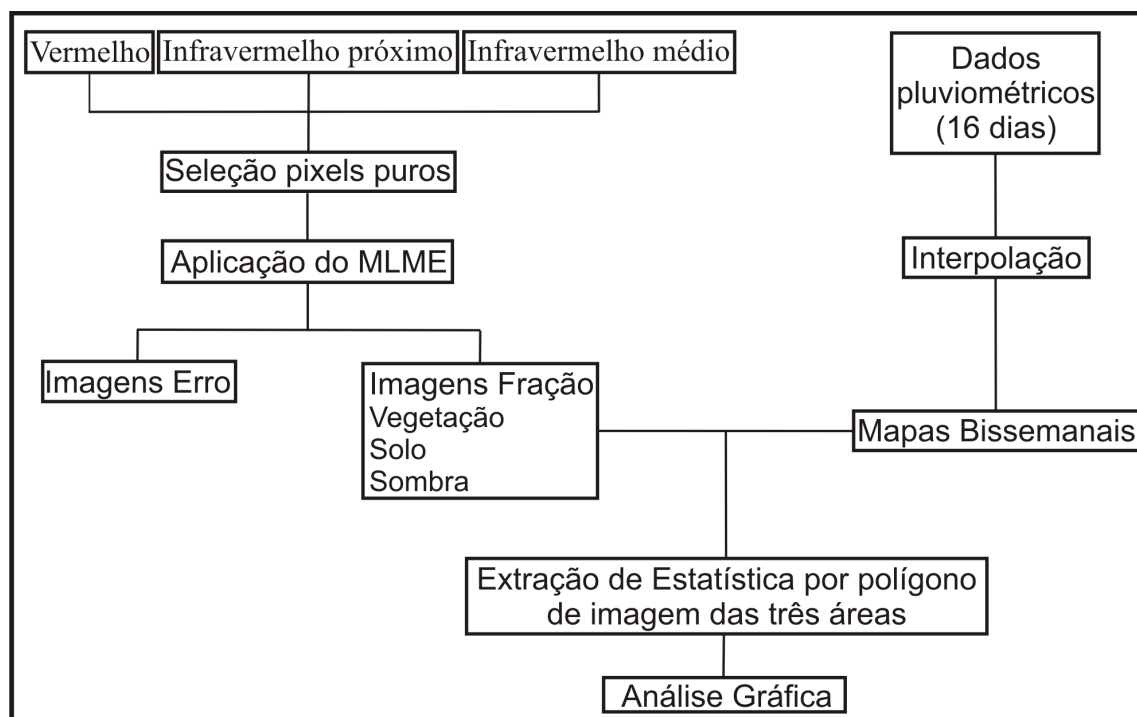 Vermelho
Infravermelho próximo
Infravermelho médio
Dados
pluviométricos
(16 dias)
Seleção pixels puros
Aplicação do MLME
Interpolação
Imagens Erro
Imagens Fração
Vegetação
Solo
Sombra
Mapas Bissemanais
Extração de Estatística por polígono
de imagem das três áreas
Análise Gráfica